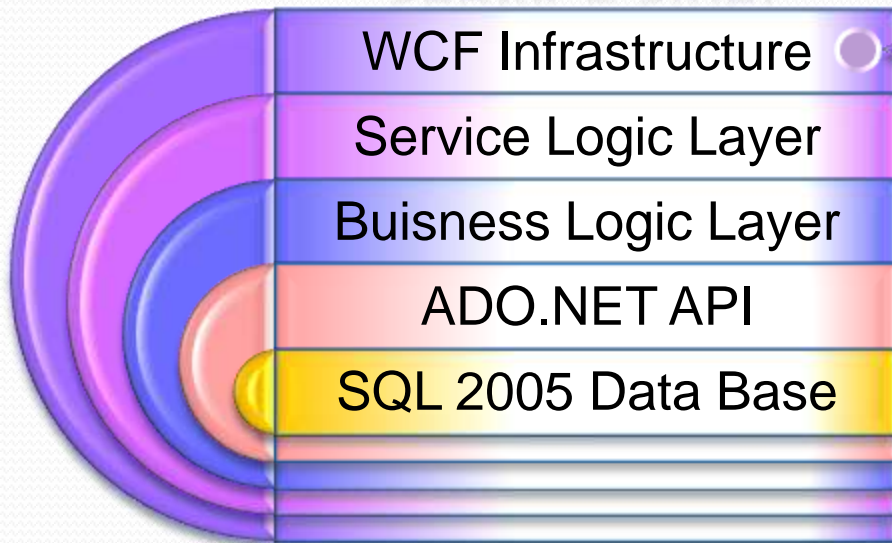 WCF Infrastructure
Service Logic Layer
Buisness Logic Layer
ADO.NET API
SQL 2005 Data Base